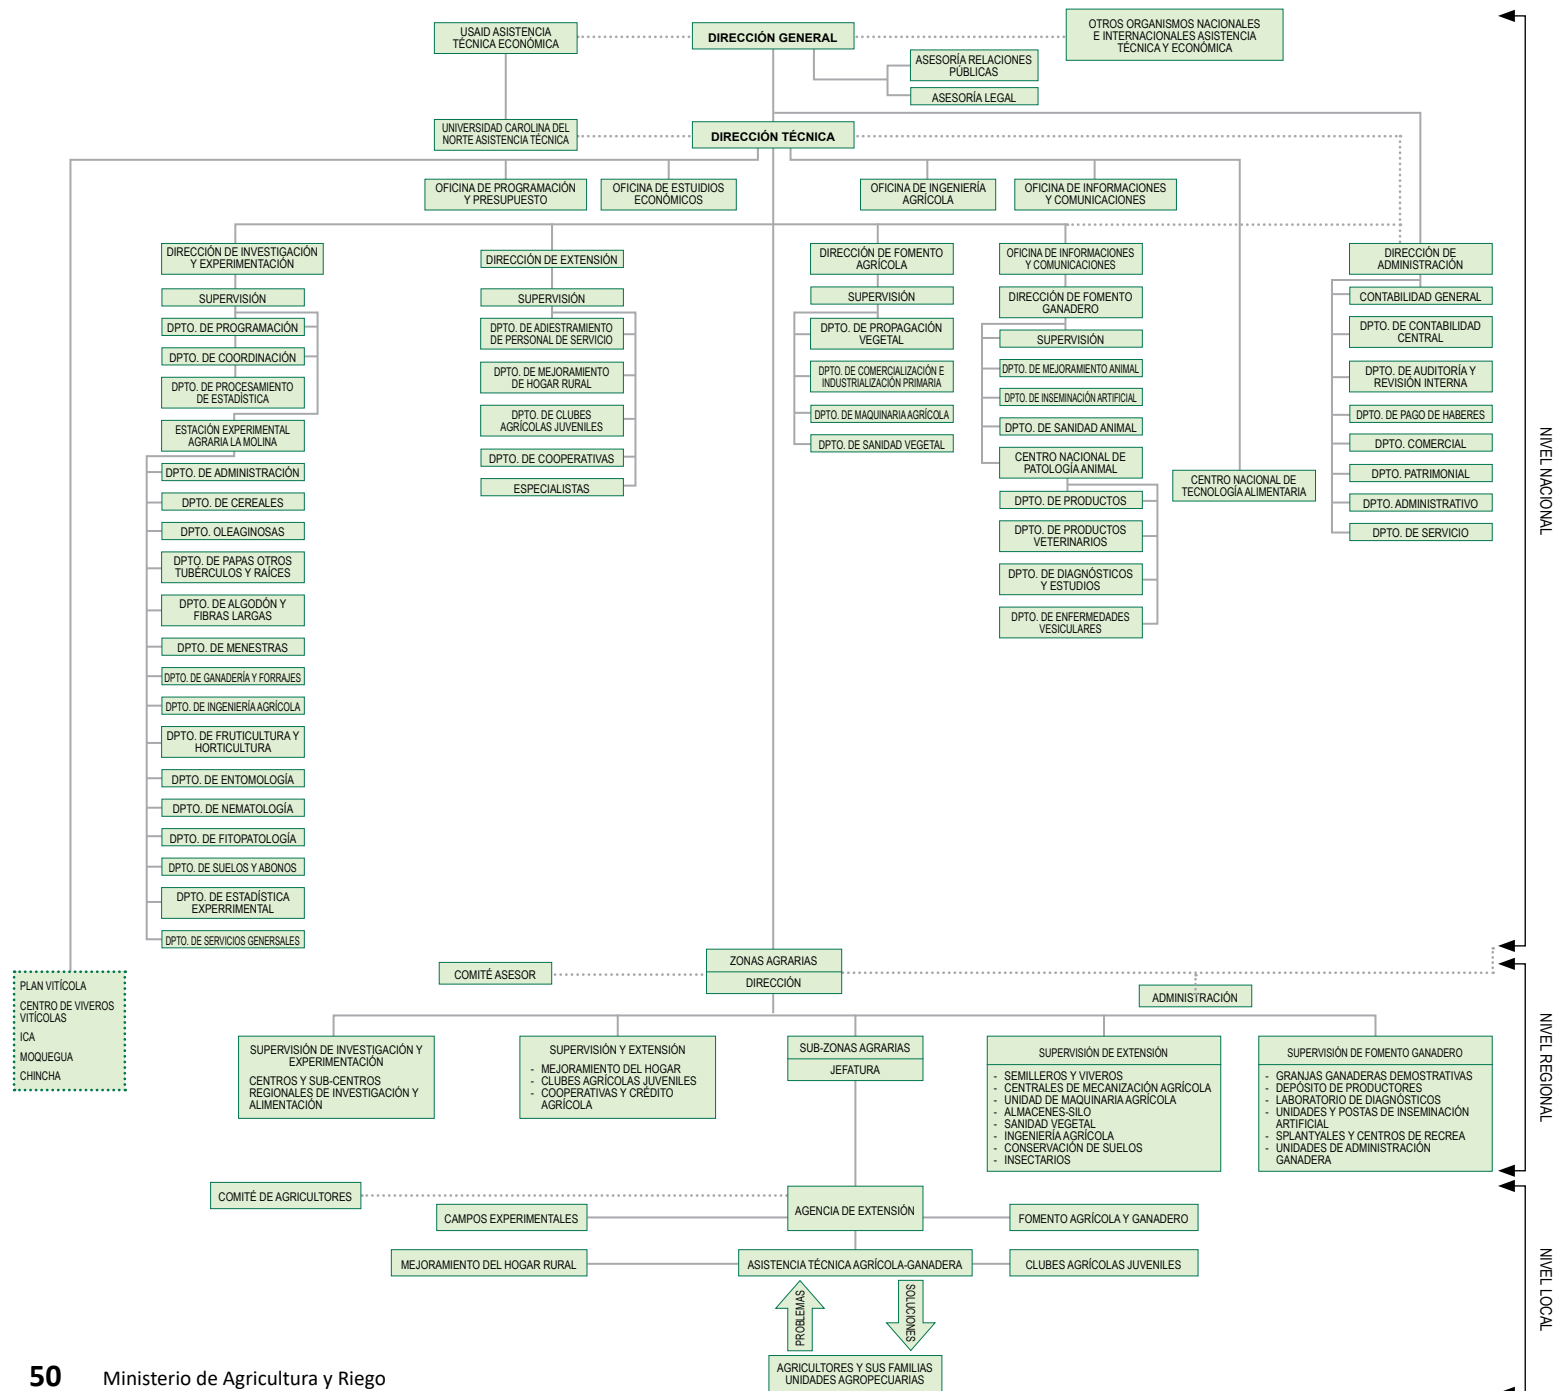 USAID ASISTENCIA
TÉCNICA ECONÓMICA
DIRECCIÓN GENERAL
OTROS ORGANISMOS NACIONALES
E INTERNACIONALES ASISTENCIA
TÉCNICA Y ECONÓMICA
ASESORÍA RELACIONES
PÚBLICAS
ASESORÍA LEGAL
UNIVERSIDAD CAROLINA DEL
NORTE ASISTENCIA TÉCNICA
DIRECCIÓN TÉCNICA
OFICINA DE PROGRAMACIÓN
Y PRESUPUESTO
OFICINA DE ESTUIDIOS
ECONÓMICOS
OFICINA DE INGENIERÍA
AGRÍCOLA
OFICINA DE INFORMACIONES
Y COMUNICACIONES
DIRECCIÓN DE INVESTIGACIÓN
Y EXPERIMENTACIÓN
SUPERVISIÓN
DPTO. DE PROGRAMACIÓN
DPTO. DE COORDINACIÓN
DPTO. DE PROCESAMIENTO
DE ESTADÍSTICA
ESTACIÓN EXPERIMENTAL
AGRARIA LA MOLINA
DPTO. DE ADMINISTRACIÓN
DPTO. DE CEREALES
DPTO. OLEAGINOSAS
DPTO. DE PAPAS OTROS
TUBÉRCULOS Y RAÍCES
DPTO. DE ALGODÓN Y
FIBRAS LARGAS
DPTO. DE MENESTRAS
DPTO. DE GANADERÍA Y FORRAJES
DPTO. DE INGENIERÍA AGRÍCOLA
DPTO. DE FRUTICULTURA Y
HORTICULTURA
DPTO. DE ENTOMOLOGÍA
DPTO. DE NEMATOLOGÍA
DPTO. DE FITOPATOLOGÍA
DPTO. DE SUELOS Y ABONOS
DPTO. DE ESTADÍSTICA
EXPERRIMENTAL
DPTO. DE SERVICIOS GENERSALES
DIRECCIÓN DE EXTENSIÓN
SUPERVISIÓN
DPTO. DE ADIESTRAMIENTO
DE PERSONAL DE SERVICIO
DPTO. DE MEJORAMIENTO
DE HOGAR RURAL
DPTO. DE CLUBES
AGRÍCOLAS JUVENILES
DPTO. DE COOPERATIVAS
ESPECIALISTAS
DIRECCIÓN DE FOMENTO
AGRÍCOLA
SUPERVISIÓN
DPTO. DE PROPAGACIÓN
VEGETAL
DPTO. DE COMERCIALIZACIÓN E
INDUSTRIALIZACIÓN PRIMARIA
DPTO. DE MAQUINARIA AGRÍCOLA
DPTO. DE SANIDAD VEGETAL
OFICINA DE INFORMACIONES
Y COMUNICACIONES
DIRECCIÓN DE FOMENTO
GANADERO
SUPERVISIÓN
DPTO. DE MEJORAMIENTO ANIMAL
DPTO. DE INSEMINACIÓN ARTIFICIAL
DPTO. DE SANIDAD ANIMAL
CENTRO NACIONAL DE
PATOLOGÍA ANIMAL
DPTO. DE PRODUCTOS
DPTO. DE PRODUCTOS
VETERINARIOS
DPTO. DE DIAGNÓSTICOS
Y ESTUDIOS
DPTO. DE ENFERMEDADES
VESICULARES
CENTRO NACIONAL DE
TECNOLOGÍA ALIMENTARIA
DIRECCIÓN DE
ADMINISTRACIÓN
CONTABILIDAD GENERAL
DPTO. DE CONTABILIDAD
CENTRAL
DPTO. DE AUDITORÍA Y
REVISIÓN INTERNA
DPTO. DE PAGO DE HABERES
DPTO. COMERCIAL
DPTO. PATRIMONIAL
DPTO. ADMINISTRATIVO
DPTO. DE SERVICIO
NIVEL NACIONAL
PLAN VITÍCOLA
CENTRO DE VIVEROS
VITÍCOLAS
ICA
MOQUEGUA
CHINCHA
COMITÉ ASESOR
ZONAS AGRARIAS
DIRECCIÓN
ADMINISTRACIÓN
SUPERVISIÓN DE INVESTIGACIÓN Y
EXPERIMENTACIÓN
CENTROS Y SUB-CENTROS
REGIONALES DE INVESTIGACIÓN Y
ALIMENTACIÓN
SUPERVISIÓN Y EXTENSIÓN
- MEJORAMIENTO DEL HOGAR
- CLUBES AGRÍCOLAS JUVENILES
- COOPERATIVAS Y CRÉDITO
AGRÍCOLA
SUB-ZONAS AGRARIAS
JEFATURA
SUPERVISIÓN DE EXTENSIÓN
- SEMILLEROS Y VIVEROS
- CENTRALES DE MECANIZACIÓN AGRÍCOLA
- UNIDAD DE MAQUINARIA AGRÍCOLA
- ALMACENES-SILO
- SANIDAD VEGETAL
- INGENIERÍA AGRÍCOLA
- CONSERVACIÓN DE SUELOS
- INSECTARIOS
SUPERVISIÓN DE FOMENTO GANADERO
- GRANJAS GANADERAS DEMOSTRATIVAS
- DEPÓSITO DE PRODUCTORES
- LABORATORIO DE DIAGNÓSTICOS
- UNIDADES Y POSTAS DE INSEMINACIÓN
ARTIFICIAL
- SPLANTYALES Y CENTROS DE RECREA
- UNIDADES DE ADMINISTRACIÓN
GANADERA
NIVEL REGIONAL
COMITÉ DE AGRICULTORES
CAMPOS EXPERIMENTALES
AGENCIA DE EXTENSIÓN
FOMENTO AGRÍCOLA Y GANADERO
MEJORAMIENTO DEL HOGAR RURAL
ASISTENCIA TÉCNICA AGRÍCOLA-GANADERA
CLUBES AGRÍCOLAS JUVENILES
PROBLEMAS
SOLUCIONES
AGRICULTORES Y SUS FAMILIAS
UNIDADES AGROPECUARIAS
NIVEL LOCAL
50 Ministerio de Agricultura y Riego